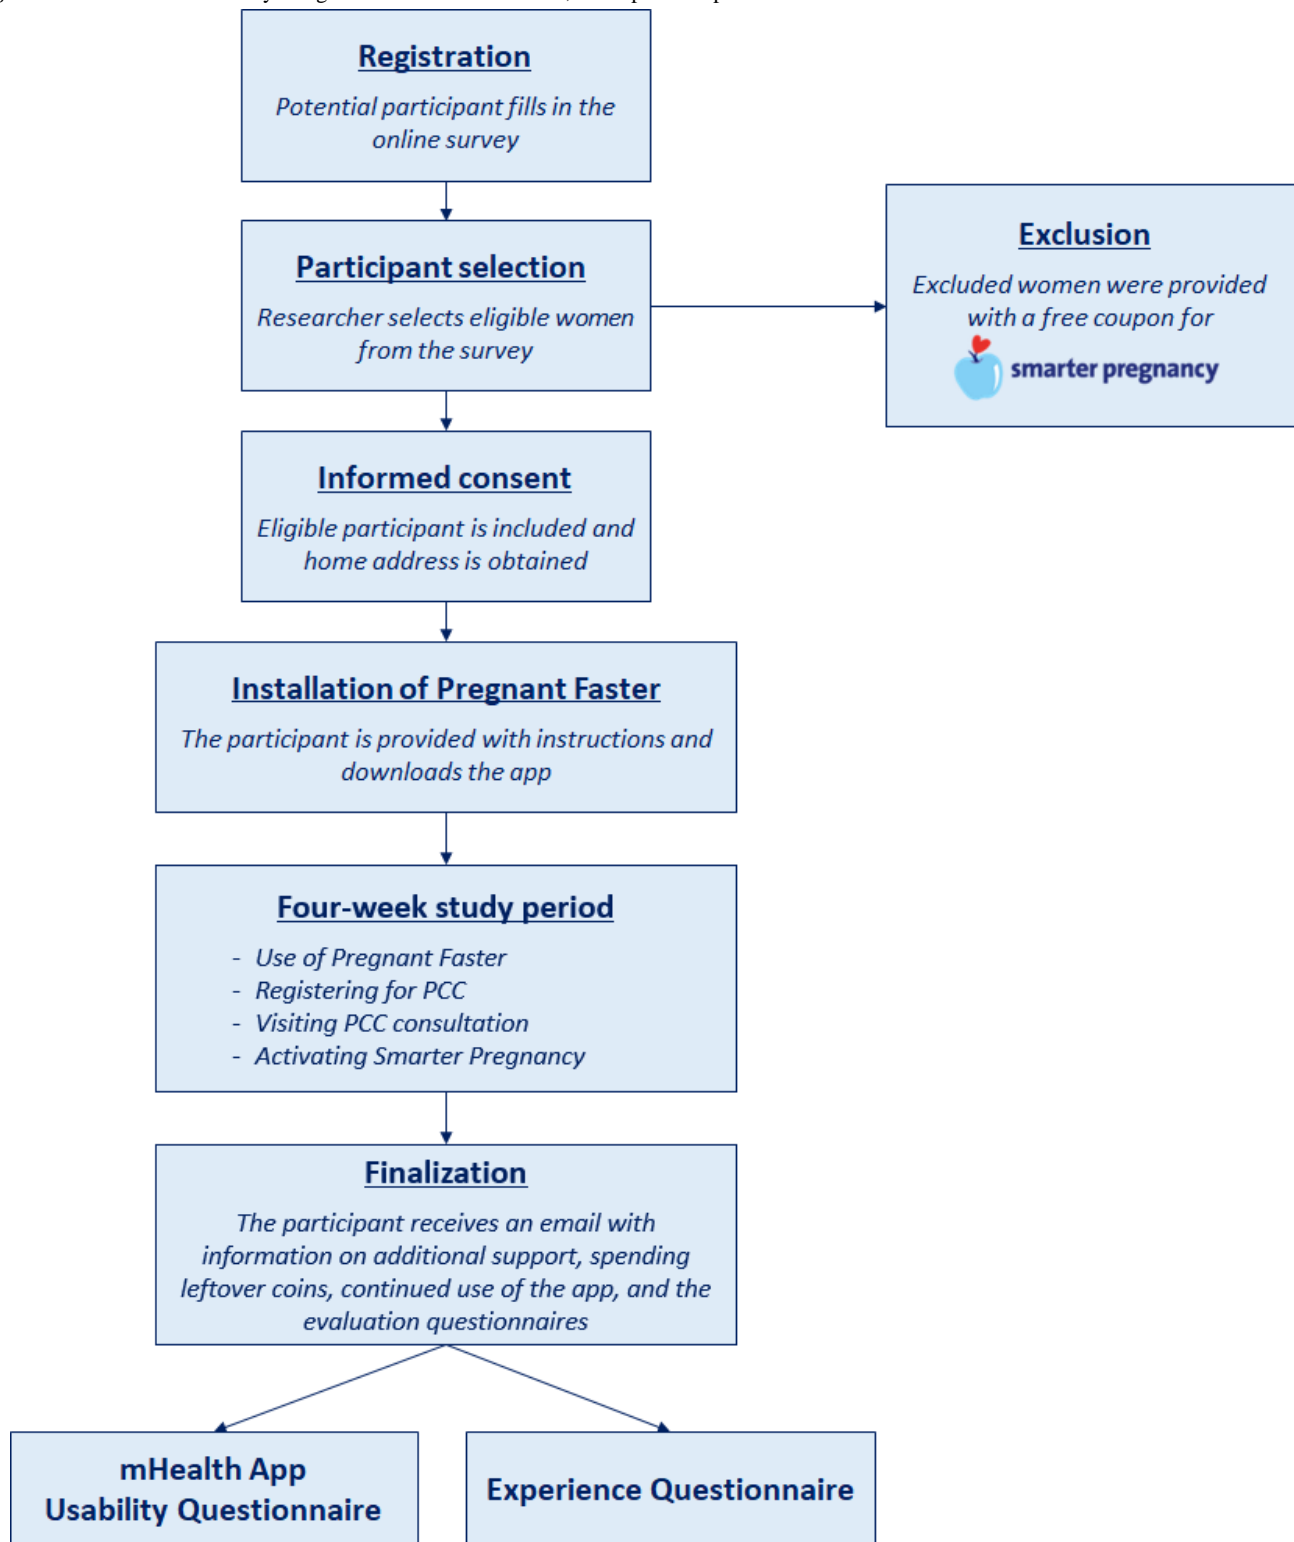 Registration
Potential participant fills in the
online survey
Participant selection
Researcher selects eligible women
from the survey
Exclusion
Excluded women were provided
with a free coupon for
smarter pregnancy
Informed consent
Eligible participant is included and
home address is obtained
Installation of Pregnant Faster
The participant is provided with instructions and
downloads the app
Four-week study period
- Use of Pregnant Faster
- Registering for PCC
- Visiting PCC consultation
- Activating Smarter Pregnancy
Finalization
The participant receives an email with
information on additional support, spending
leftover coins, continued use of the app, and the
evaluation questionnaires
mHealth App
Usability Questionnaire
Experience Questionnaire